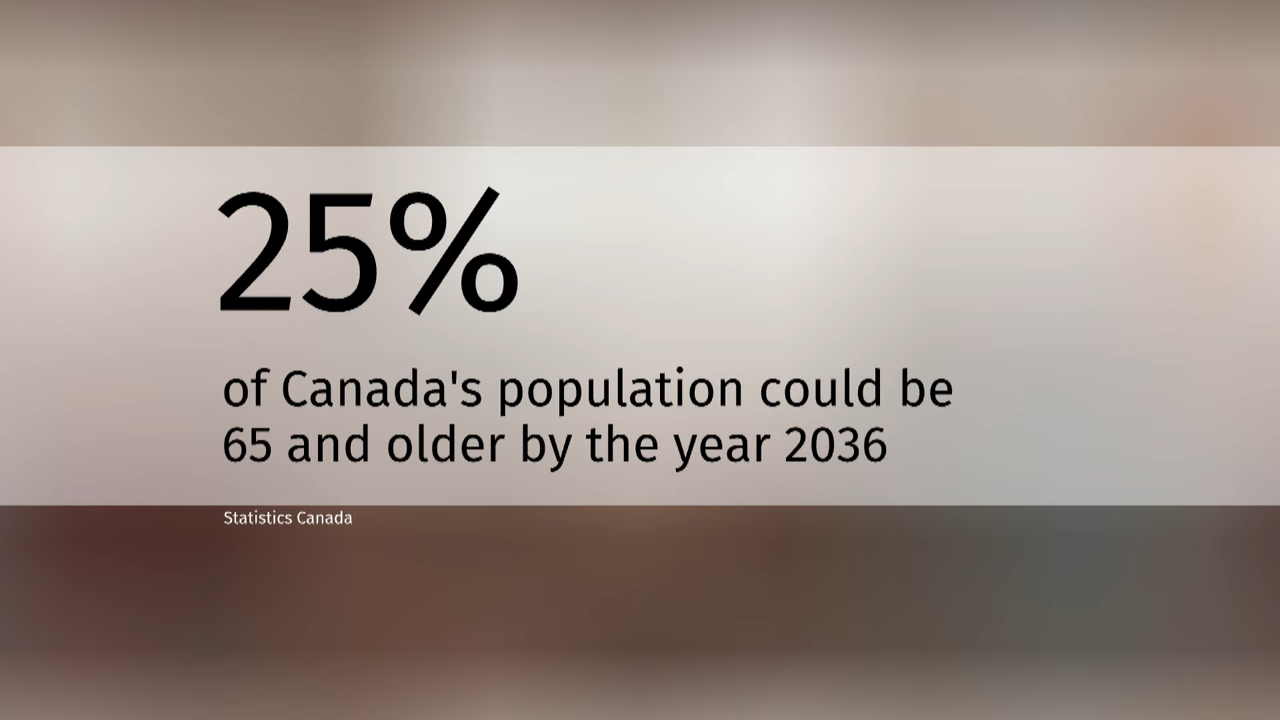 25%
of Canada's population could be
65 and older by the year 2036
Statistics Canada